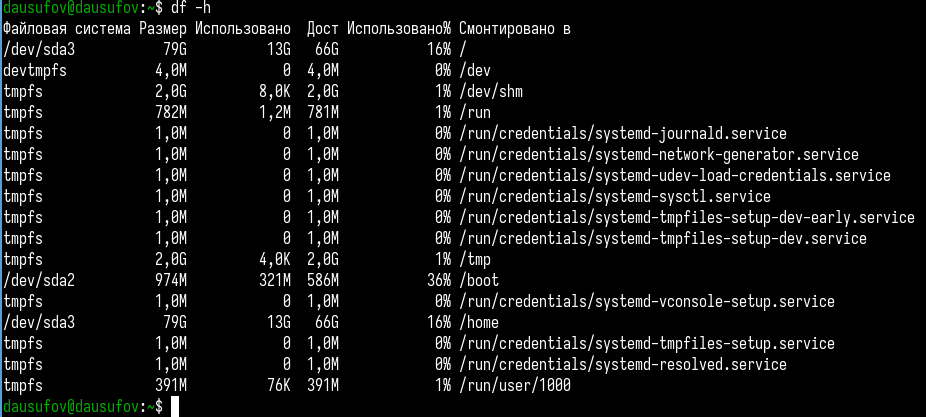 dausufov@dausufov:~$ df -h
Файловая система Размер Использовано  Дост Использовано% Смонтировано в
/dev/sda3           79G          13G   66G           16% /
devtmpfs           4,0M            0  4,0M            0% /dev
tmpfs              2,0G         8,0K  2,0G            1% /dev/shm
tmpfs              782M         1,2M  781M            1% /run
tmpfs              1,0M            0  1,0M            0% /run/credentials/systemd-journald.service
tmpfs              1,0M            0  1,0M            0% /run/credentials/systemd-network-generator.service
tmpfs              1,0M            0  1,0M            0% /run/credentials/systemd-udev-load-credentials.service
tmpfs              1,0M            0  1,0M            0% /run/credentials/systemd-sysctl.service
tmpfs              1,0M            0  1,0M            0% /run/credentials/systemd-tmpfiles-setup-dev-early.service
tmpfs              1,0M            0  1,0M            0% /run/credentials/systemd-tmpfiles-setup-dev.service
tmpfs              2,0G         4,0K  2,0G            1% /tmp
/dev/sda2          974M         321M  586M           36% /boot
tmpfs              1,0M            0  1,0M            0% /run/credentials/systemd-vconsole-setup.service
/dev/sda3           79G          13G   66G           16% /home
tmpfs              1,0M            0  1,0M            0% /run/credentials/systemd-tmpfiles-setup.service
tmpfs              1,0M            0  1,0M            0% /run/credentials/systemd-resolved.service
tmpfs              391M          76K  391M            1% /run/user/1000
dausufov@dausufov:~$